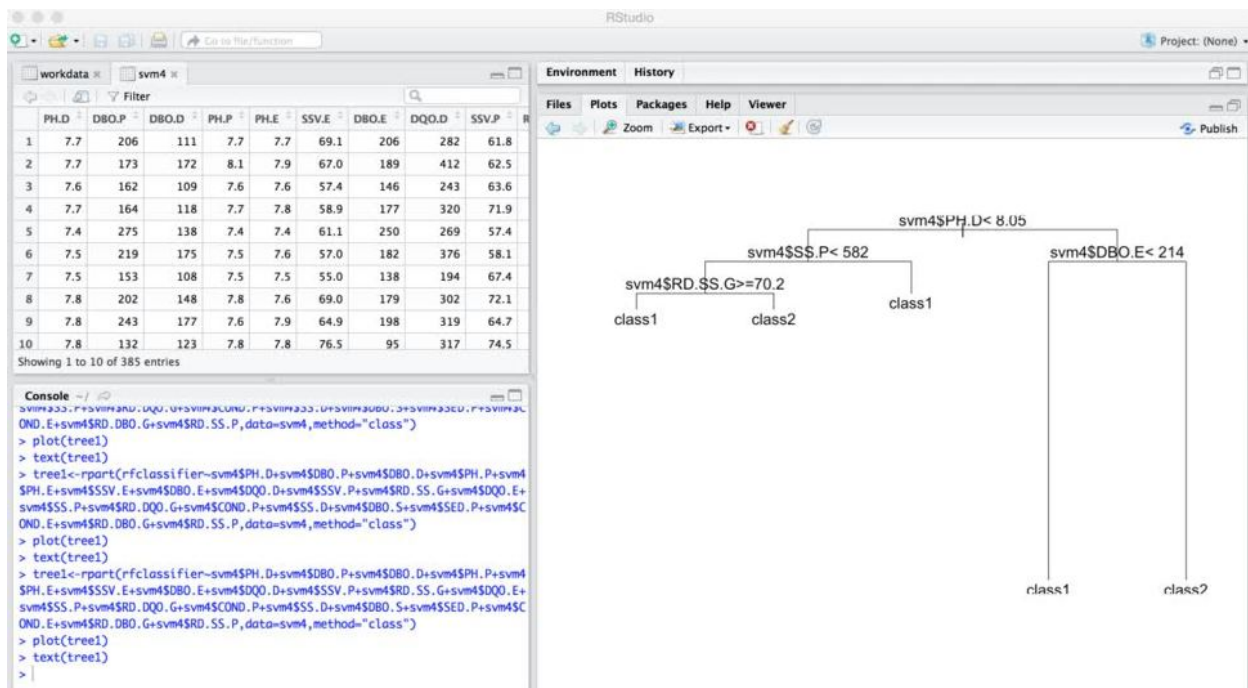 RStudio
Go to file/function
Project: (None)
workdata
svm4
Filter
PH.D DBO.P DBO.D PH.P PH.E SSV.E DBO.E DQO.D SSV.P R
1 7.7 206 111 7.7 7.7 69.1 206 282 61.8
2 7.7 173 172 8.1 7.9 67.0 189 412 62.5
3 7.6 162 109 7.6 7.6 57.4 146 243 63.6
4 7.7 164 118 7.7 7.8 58.9 177 320 71.9
5 7.4 275 138 7.4 7.4 61.1 250 269 57.4
6 7.5 219 175 7.5 7.6 57.0 182 376 58.1
7 7.5 153 108 7.5 7.5 55.0 138 194 67.4
8 7.8 202 148 7.8 7.6 69.0 179 302 72.1
9 7.8 243 177 7.6 7.9 64.9 198 319 64.7
10 7.8 132 123 7.8 7.8 76.5 95 317 74.5
Showing 1 to 10 of 385 entries
Console ~/
svm4$SS.P+svm4$RD.DQO.G+svm4$COND.P+svm4$SS.D+svm4$DBO.S+svm4$SED.P+svm4$C
OND.E+svm4$RD.DBO.G+svm4$RD.SS.P,data=svm4,method="class")
> plot(tree1)
> text(tree1)
> tree1<-rpart(rfclassifier~svm4$PH.D+svm4$DBO.P+svm4$DBO.D+svm4$PH.P+svm4
$PH.E+svm4$SSV.E+svm4$DBO.E+svm4$DQO.D+svm4$SSV.P+svm4$RD.SS.G+svm4$DQO.E+
svm4$SS.P+svm4$RD.DQO.G+svm4$COND.P+svm4$SS.D+svm4$DBO.S+svm4$SED.P+svm4$C
OND.E+svm4$RD.DBO.G+svm4$RD.SS.P,data=svm4,method="class")
> plot(tree1)
> text(tree1)
> tree1<-rpart(rfclassifier~svm4$PH.D+svm4$DBO.P+svm4$DBO.D+svm4$PH.P+svm4
$PH.E+svm4$SSV.E+svm4$DBO.E+svm4$DQO.D+svm4$SSV.P+svm4$RD.SS.G+svm4$DQO.E+
svm4$SS.P+svm4$RD.DQO.G+svm4$COND.P+svm4$SS.D+svm4$DBO.S+svm4$SED.P+svm4$C
OND.E+svm4$RD.DBO.G+svm4$RD.SS.P,data=svm4,method="class")
> plot(tree1)
> text(tree1)
>
Environment History
Files Plots Packages Help Viewer
Zoom Export Publish
svm4$PH.D< 8.05
svm4$SS.P< 582 svm4$DBO.E< 214
svm4$RD.SS.G>=70.2
class1
class1 class2
class1 class2